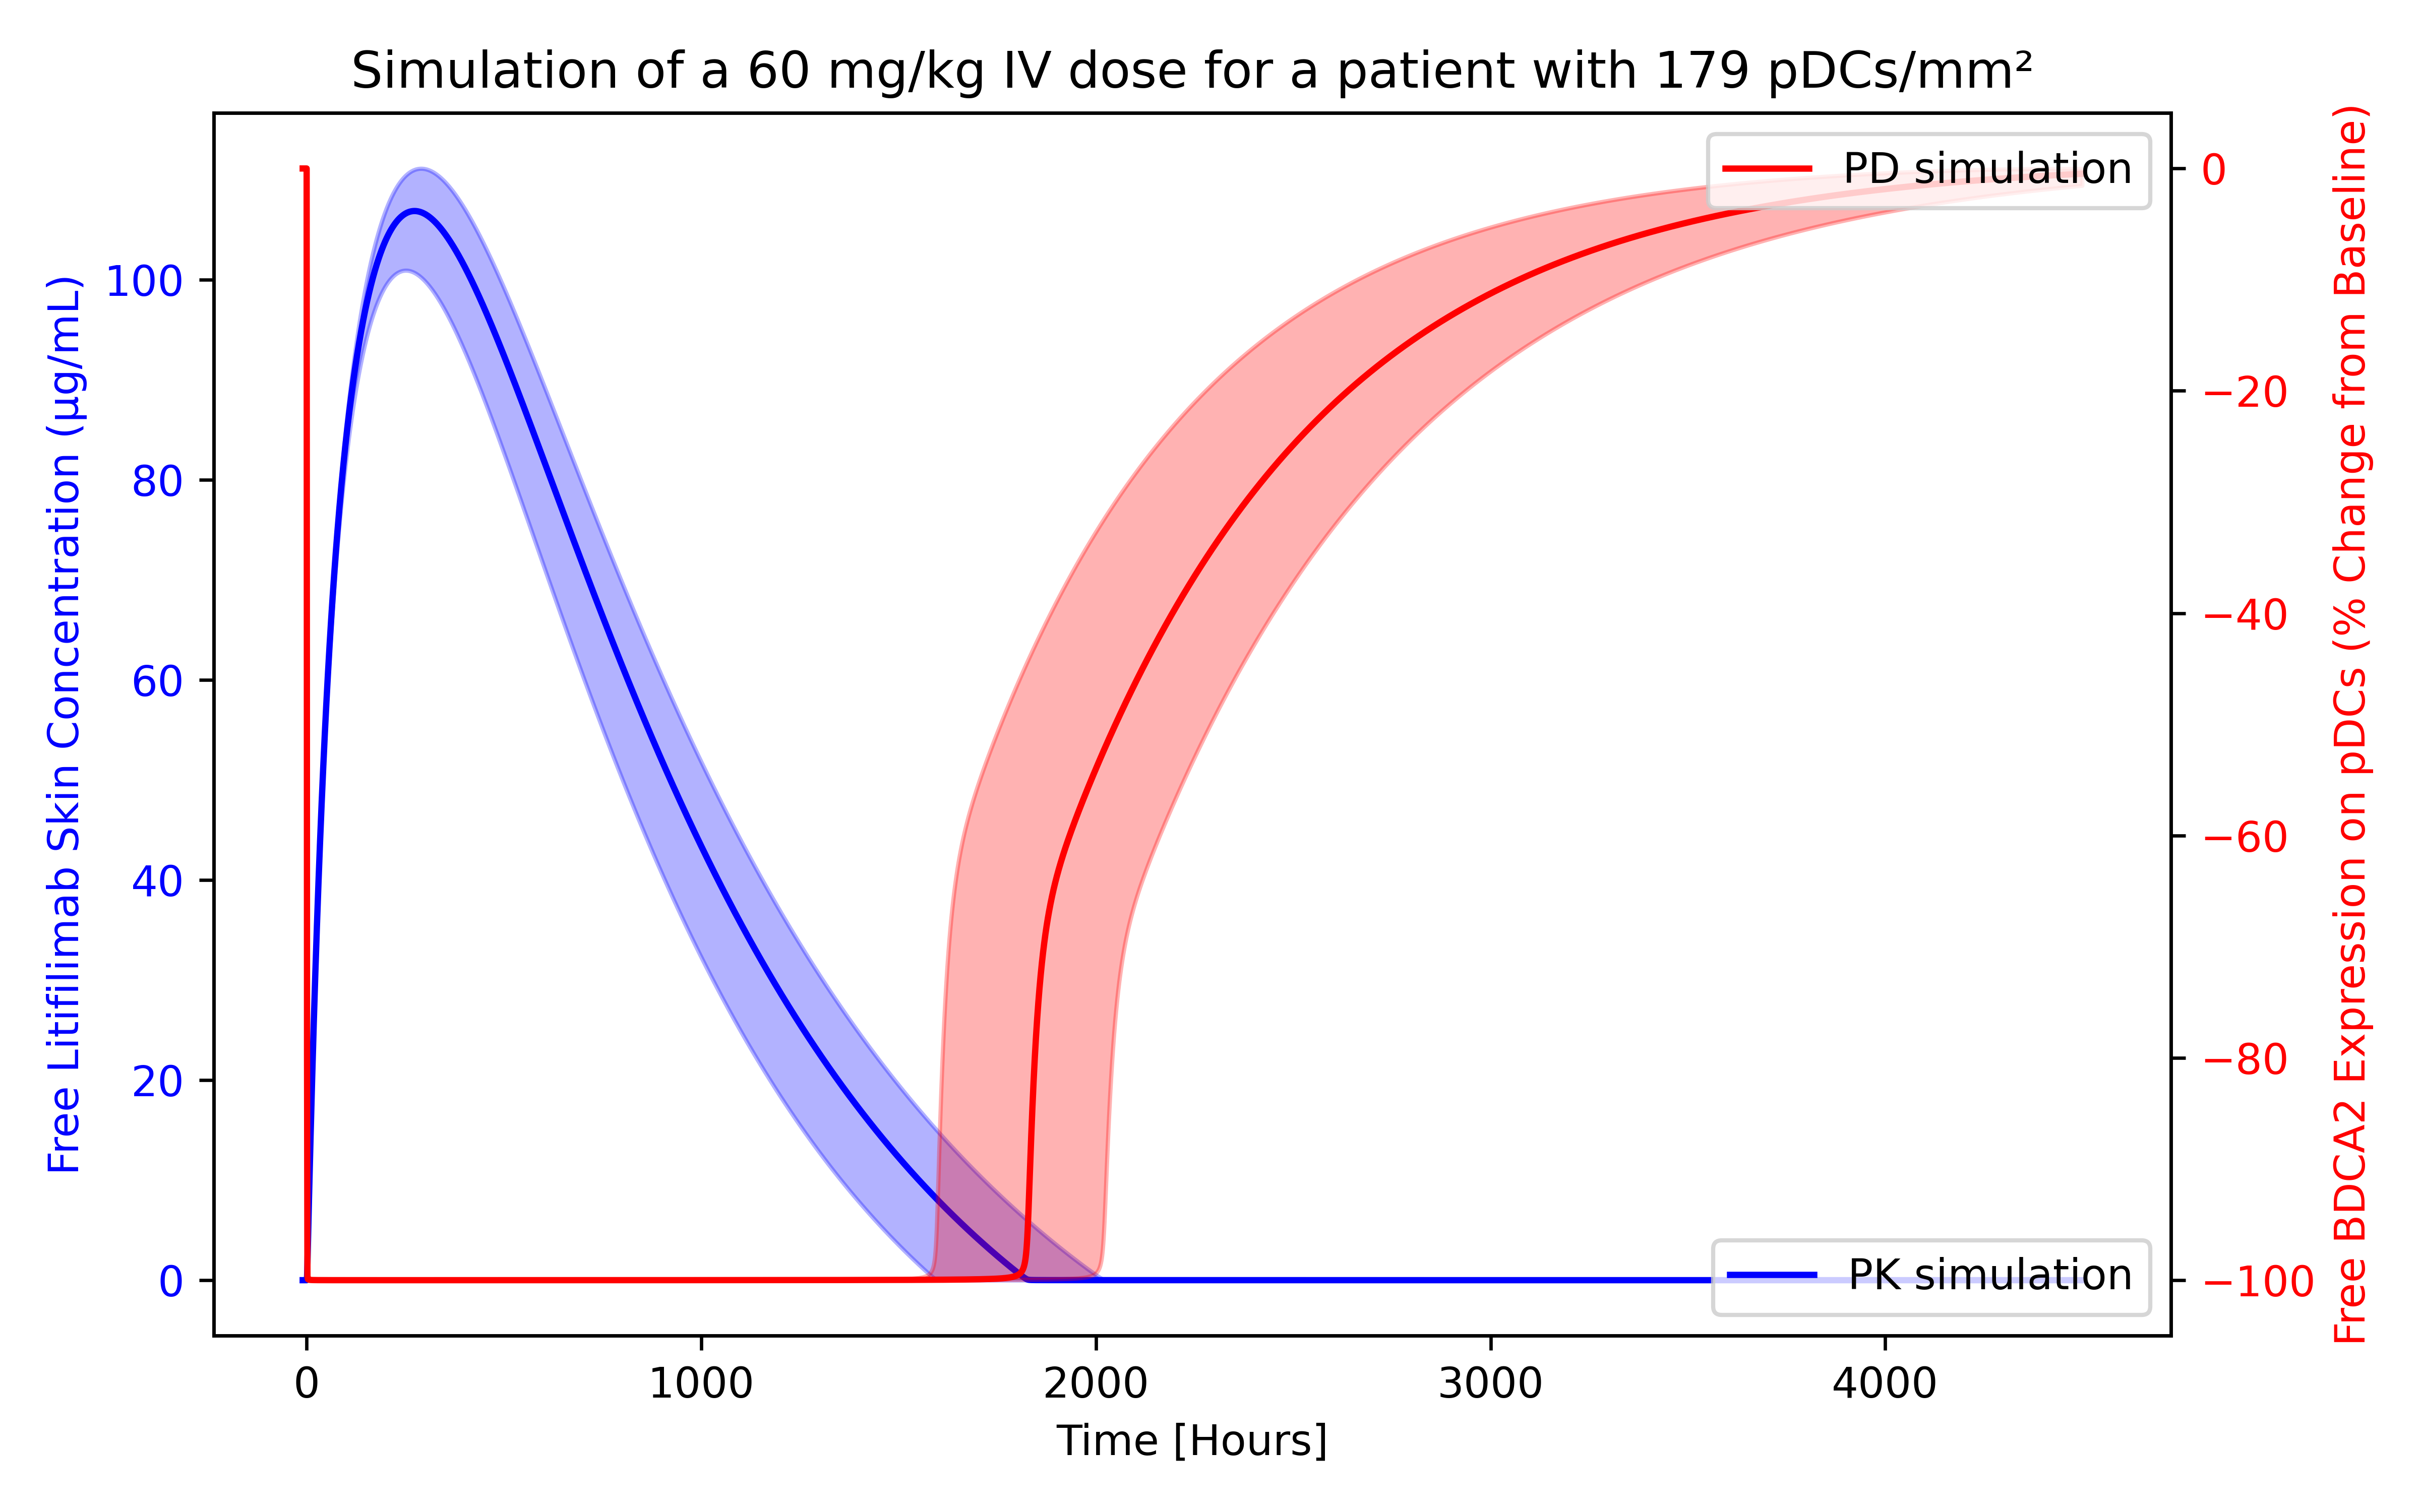 Simulation of a 60 mg/kg IV dose for a patient with 179 pDCs/mm²
Free Litifilimab Skin Concentration (µg/mL)
100
80
60
40
20
0
PD simulation
PK simulation
0
−20
−40
−60
−80
−100
Free BDCA2 Expression on pDCs (% Change from Baseline)
0
1000
2000
3000
4000
Time [Hours]